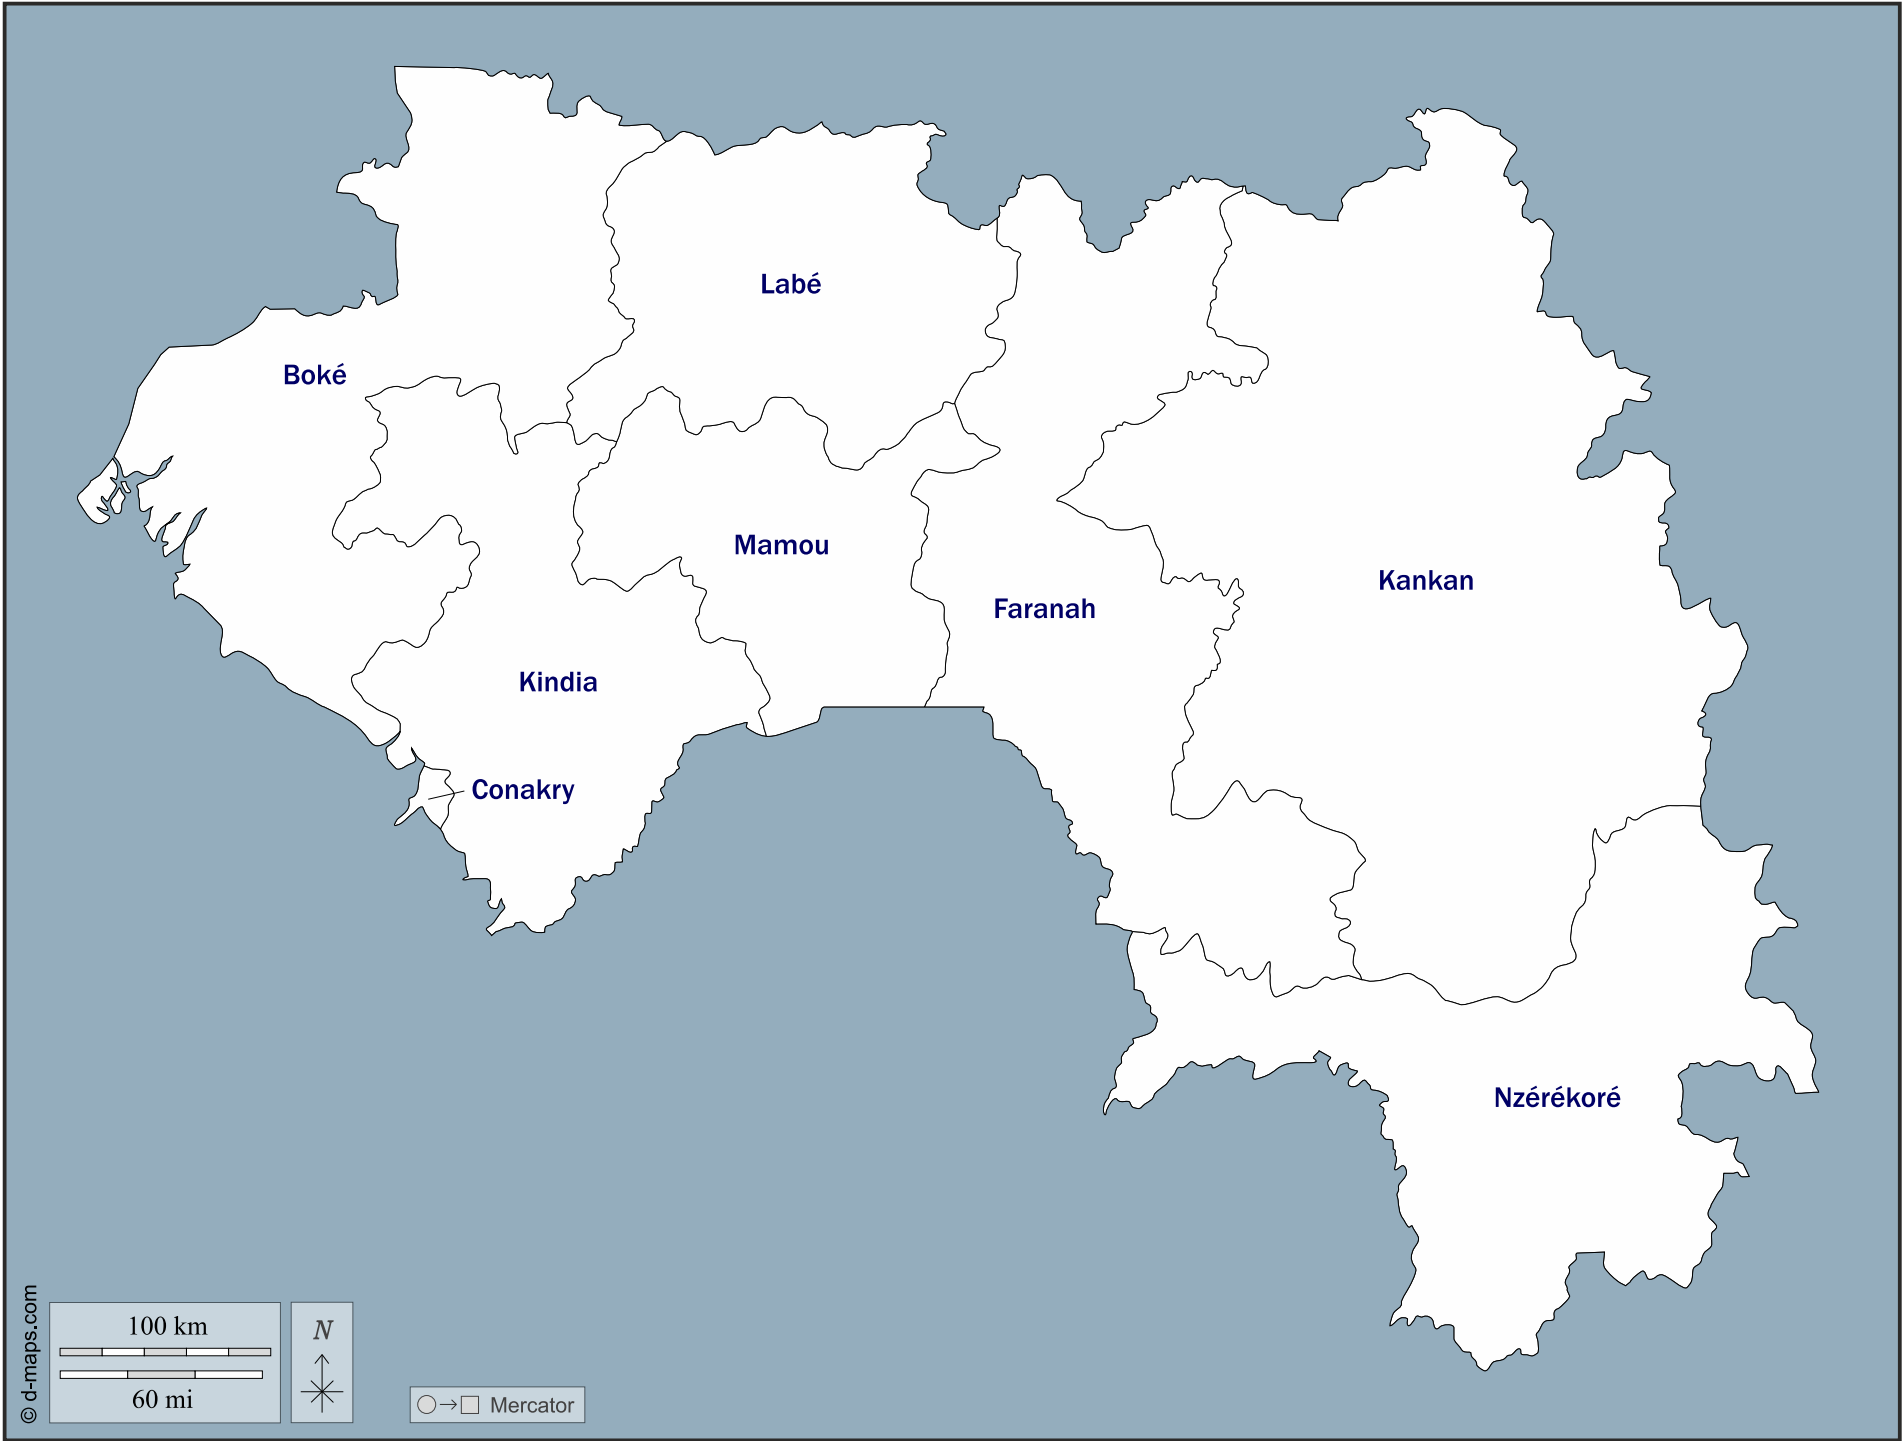 Labé
Boké
Mamou
Kankan
Faranah
Kindia
Conakry
Nzérékoré
100 km
60 mi
N
Mercator
© d-maps.com